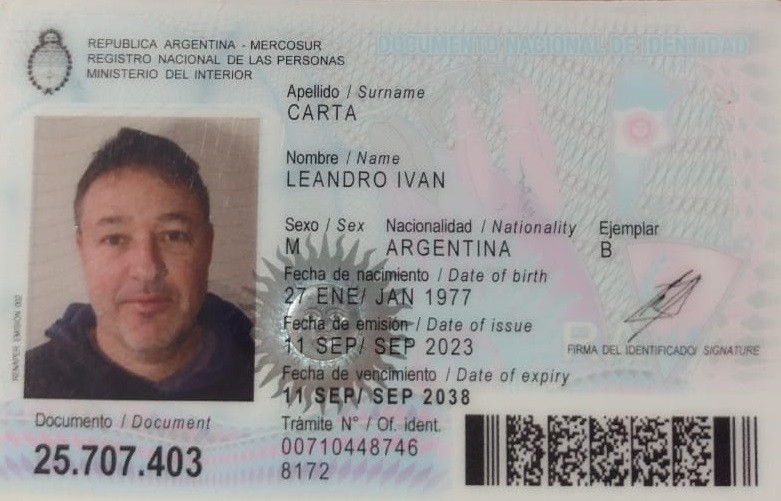 REPUBLICA ARGENTINA - MERCOSUR
REGISTRO NACIONAL DE LAS PERSONAS
MINISTERIO DEL INTERIOR
DOCUMENTO NACIONAL DE IDENTIDAD
Apellido / Surname
CARTA
Nombre / Name
LEANDRO IVAN
Sexo / Sex Nacionalidad / Nationality Ejemplar
M ARGENTINA B
Fecha de nacimiento / Date of birth
27 ENE/ JAN 1977
Fecha de emisión / Date of issue
11 SEP/ SEP 2023
FIRMA DEL IDENTIFICADO/ SIGNATURE
Fecha de vencimiento / Date of expiry
11 SEP/ SEP 2038
Documento / Document
25.707.403
Trámite N° / Of. ident.
00710448746
8172
RENAPER EMISIÓN 002